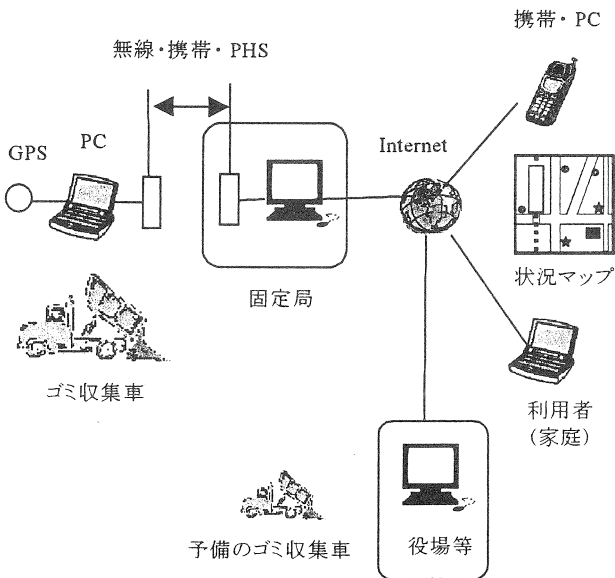 携帯・PC
無線・携帯・PHS
GPS
PC
Internet
状況マップ
固定局
ゴミ収集車
利用者
(家庭)
予備のゴミ収集車
役場等